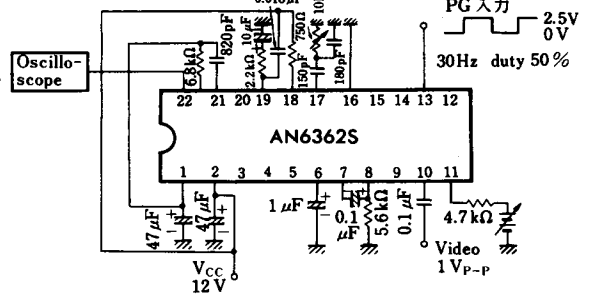 PG 入力
2.5V
0V
30Hz duty 50%
Oscillo-
scope
6.8kΩ
820pF
2.2kΩ
10μF
750Ω
150pF
180pF
22 21 20 19 18 17 16 15 14 13 12
AN6362S
1 2 3 4 5 6 7 8 9 10 11
47μF
+
-
47μF
+
-
1μF
+
-
+
0.1
μF
5.6kΩ
0.1μF
4.7kΩ
VCC
12V
Video
1VP-P